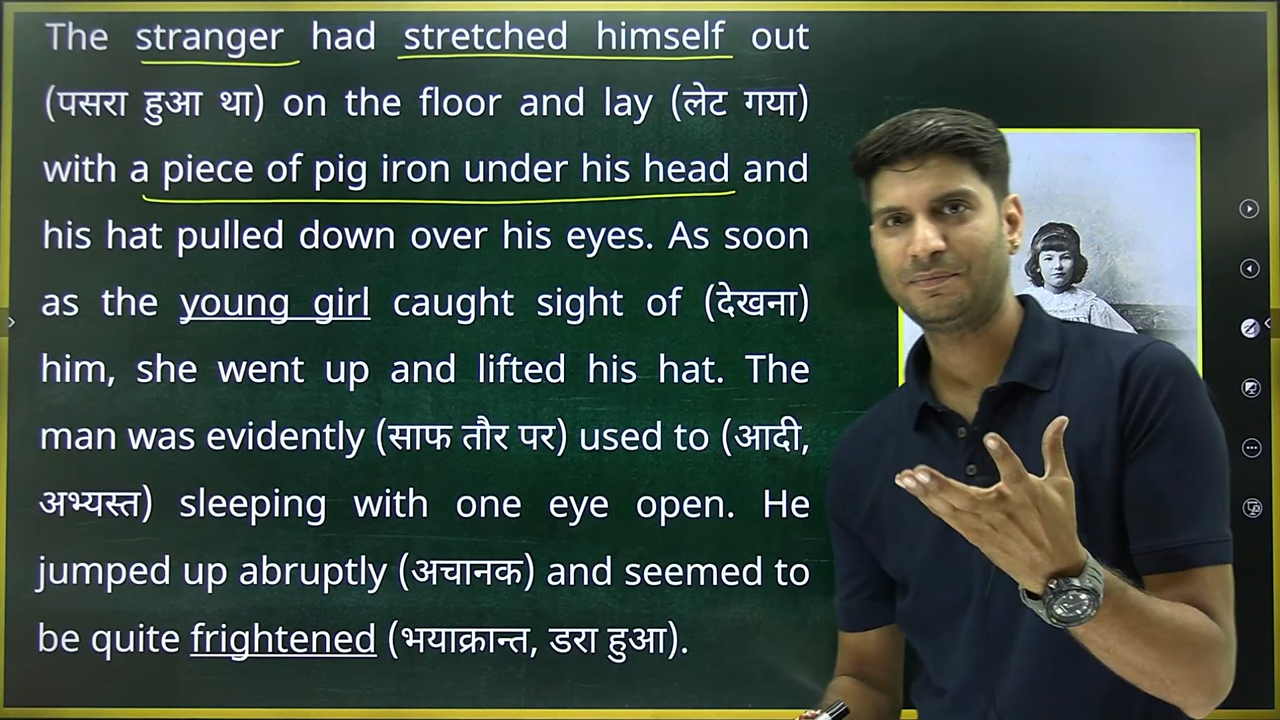 The stranger had stretched himself out
(पसरा हुआ था) on the floor and lay (लेट गया)
with a piece of pig iron under his head and
his hat pulled down over his eyes. As soon
as the young girl caught sight of (देखना)
him, she went up and lifted his hat. The
man was evidently (साफ तौर पर) used to (आदी,
अभ्यस्त) sleeping with one eye open. He
jumped up abruptly (अचानक) and seemed to
be quite frightened (भयाक्रान्त, डरा हुआ).